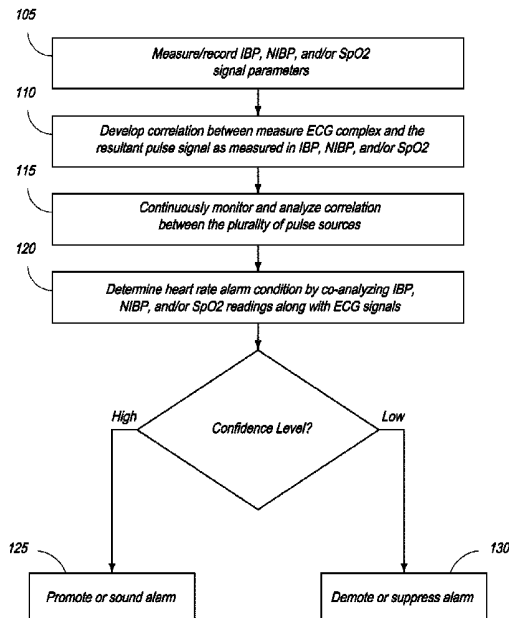 105
Measure/record IBP, NIBP, and/or SpO2
signal parameters
110
Develop correlation between measure ECG complex and the
resultant pulse signal as measured in IBP, NIBP, and/or SpO2
115
Continuously monitor and analyze correlation
between the plurality of pulse sources
120
Determine heart rate alarm condition by co-analyzing IBP,
NIBP, and/or SpO2 readings along with ECG signals
High
Confidence Level?
Low
125
Promote or sound alarm
130
Demote or suppress alarm